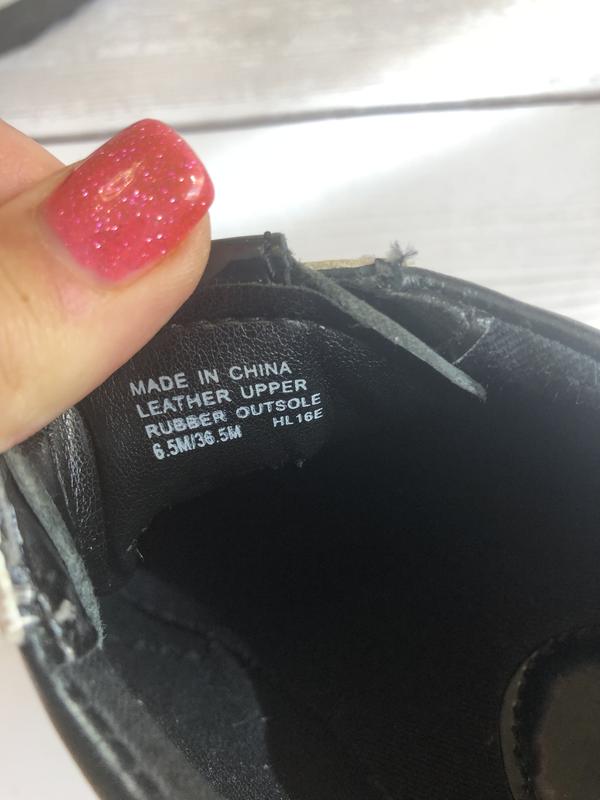 MADE IN CHINA
LEATHER UPPER
RUBBER OUTSOLE
6.5M/36.5M HL16E